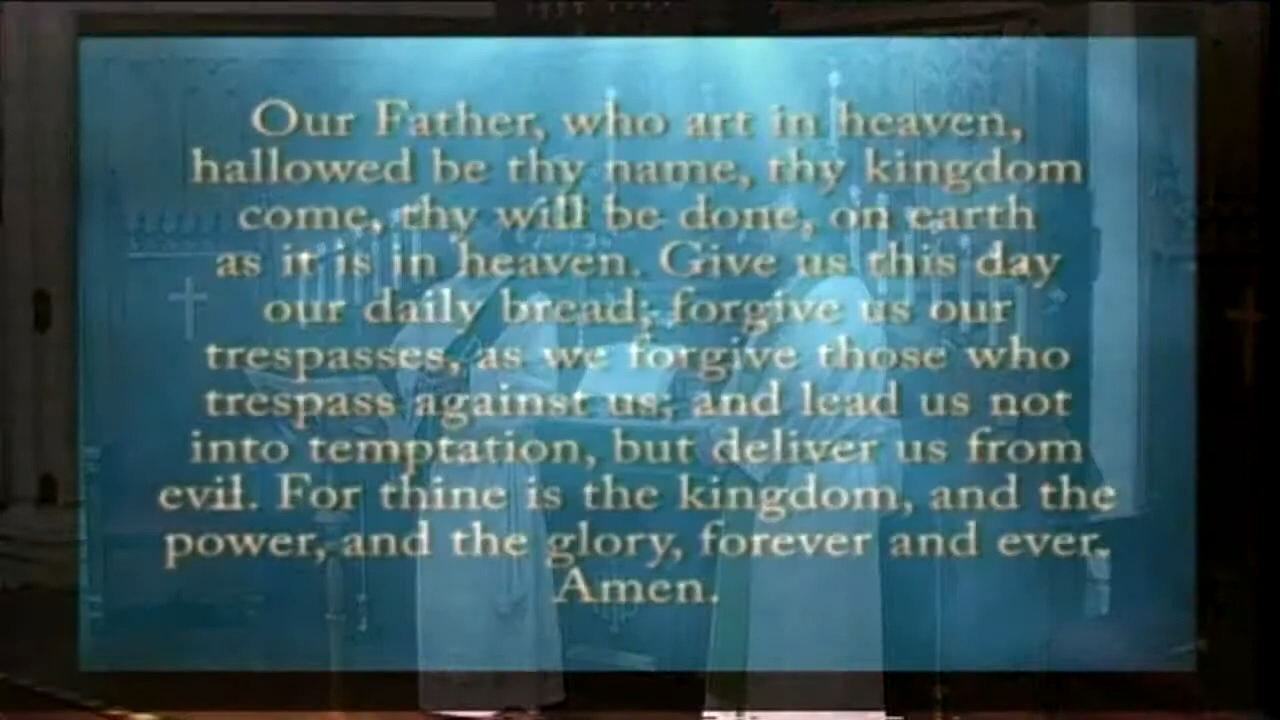 Our Father, who art in heaven,
hallowed be thy name, thy kingdom
come, thy will be done, on earth
as it is in heaven. Give us this day
our daily bread; forgive us our
trespasses, as we forgive those who
trespass against us; and lead us not
into temptation, but deliver us from
evil. For thine is the kingdom, and the
power, and the glory, forever and ever.
Amen.